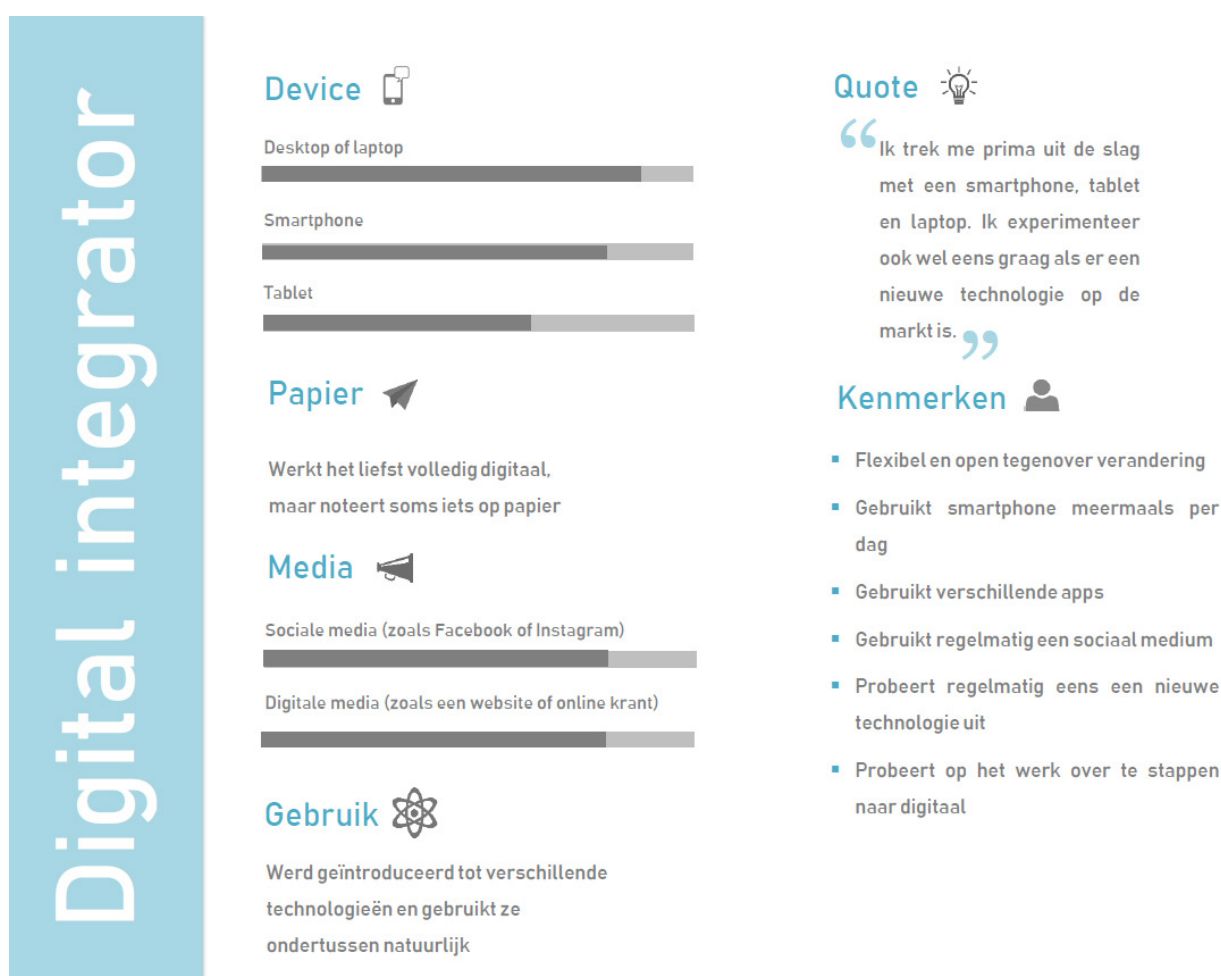 Digital integrator
Device
Desktop of laptop
Smartphone
Tablet
Papier
Werkt het liefst volledig digitaal,
maar noteert soms iets op papier
Media
Sociale media (zoals Facebook of Instagram)
Digitale media (zoals een website of online krant)
Gebruik
Werd geïntroduceerd tot verschillende
technologieën en gebruikt ze
ondertussen natuurlijk
Quote
“Ik trek me prima uit de slag
met een smartphone, tablet
en laptop. Ik experimenteer
ook wel eens graag als er een
nieuwe technologie op de
markt is.”
Kenmerken
▪ Flexibel en open tegenover verandering
▪ Gebruikt smartphone meermaals per
dag
▪ Gebruikt verschillende apps
▪ Gebruikt regelmatig een sociaal medium
▪ Probeert regelmatig eens een nieuwe
technologie uit
▪ Probeert op het werk over te stappen
naar digitaal